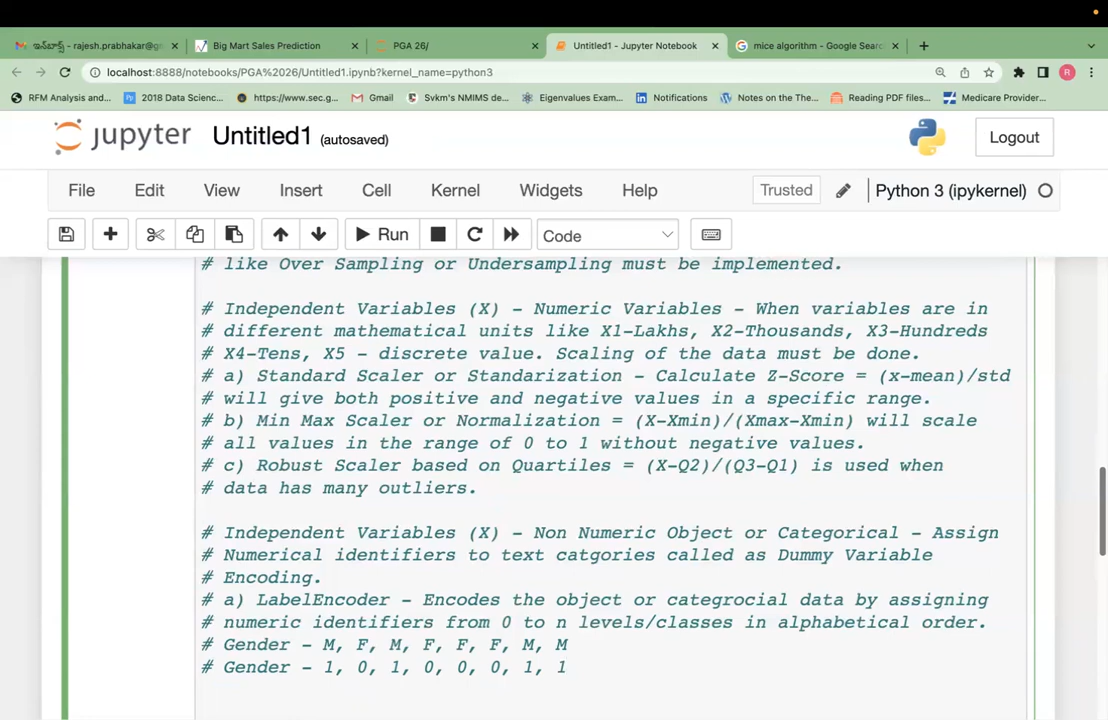 ఇన్‌బాక్స్ - rajesh.prabhakar@gr
Big Mart Sales Prediction
PGA 26/
Untitled1 - Jupyter Notebook
mice algorithm - Google Searc
localhost:8888/notebooks/PGA%2026/Untitled1.ipynb?kernel_name=python3
R
RFM Analysis and...
2018 Data Scienc...
https://www.sec.g...
Gmail
Svkm's NMIMS de...
Eigenvalues Exam...
Notifications
Notes on the The...
Reading PDF files...
Medicare Provider...
jupyter Untitled1 (autosaved)
Logout
File Edit View Insert Cell Kernel Widgets Help
Trusted
Python 3 (ipykernel)
Run
Code
# like Over Sampling or Undersampling must be implemented.
# Independent Variables (X) - Numeric Variables - When variables are in
# different mathematical units like X1-Lakhs, X2-Thousands, X3-Hundreds
# X4-Tens, X5 - discrete value. Scaling of the data must be done.
# a) Standard Scaler or Standarization - Calculate Z-Score = (x-mean)/std
# will give both positive and negative values in a specific range.
# b) Min Max Scaler or Normalization = (X-Xmin)/(Xmax-Xmin) will scale
# all values in the range of 0 to 1 without negative values.
# c) Robust Scaler based on Quartiles = (X-Q2)/(Q3-Q1) is used when
# data has many outliers.
# Independent Variables (X) - Non Numeric Object or Categorical - Assign
# Numerical identifiers to text catgories called as Dummy Variable
# Encoding.
# a) LabelEncoder - Encodes the object or categrocial data by assigning
# numeric identifiers from 0 to n levels/classes in alphabetical order.
# Gender - M, F, M, F, F, F, M, M
# Gender - 1, 0, 1, 0, 0, 0, 1, 1